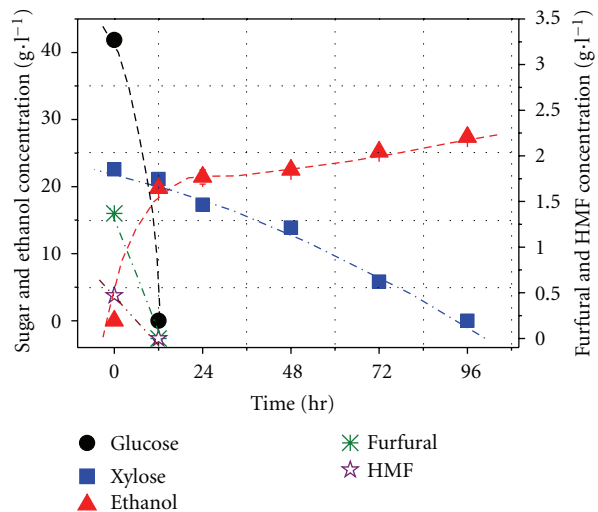 Sugar and ethanol concentration (g·l⁻¹)
40
30
20
10
0
3.5
3
2.5
2
1.5
1
0.5
0
Furfural and HMF concentration (g·l⁻¹)
0 24 48 72 96
Time (hr)
Glucose
Xylose
Ethanol
Furfural
HMF